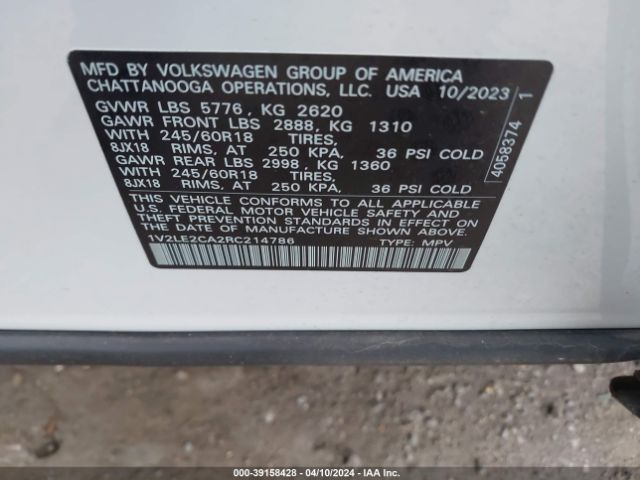 MFD BY VOLKSWAGEN GROUP OF AMERICA
CHATTANOOGA OPERATIONS, LLC. USA 10/2023
GVWR LBS 5776, KG 2620
GAWR FRONT LBS 2888, KG 1310
WITH 245/60R18 TIRES,
8JX18 RIMS, AT 250 KPA, 36 PSI COLD
GAWR REAR LBS 2998, KG 1360
WITH 245/60R18 TIRES,
8JX18 RIMS, AT 250 KPA, 36 PSI COLD
THIS VEHICLE CONFORMS TO ALL APPLICABLE
U.S. FEDERAL MOTOR VEHICLE SAFETY AND
THEFT PREVENTION STANDARDS IN EFFECT ON
THE DATE OF MANUFACTURE SHOWN ABOVE.
1V2LE2CA2RC214786 TYPE: MPV
4058374 1
000-39158428 - 04/10/2024 - IAA Inc.